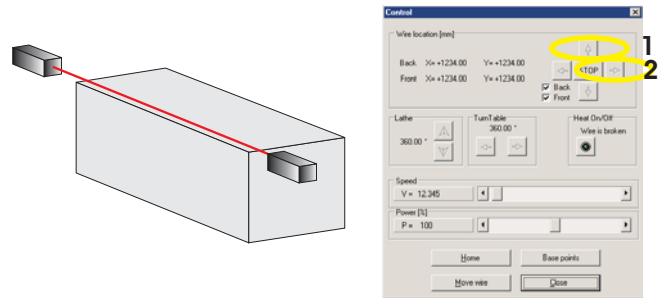 Control
Wire location [mm]
1
Back X= +1234.00 Y= +1234.00
STOP
2
Front X= +1234.00 Y= +1234.00
Back
Front
Lathe
TurnTable
Heat On/Off
360.00 °
360.00 °
Wire is broken
Speed
V = 12.345
Power [%]
P = 100
Home
Base points
Move wire
Close